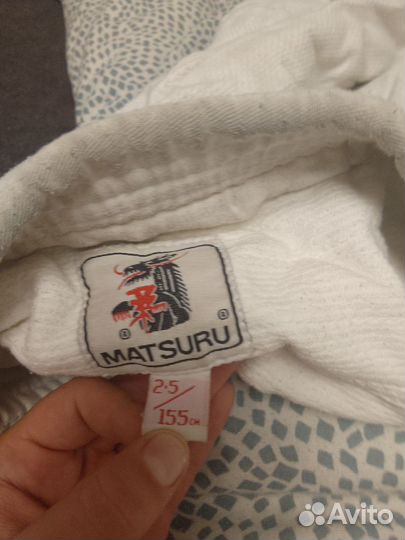 ® ®
MATSURU
2·5
155CM
Avito